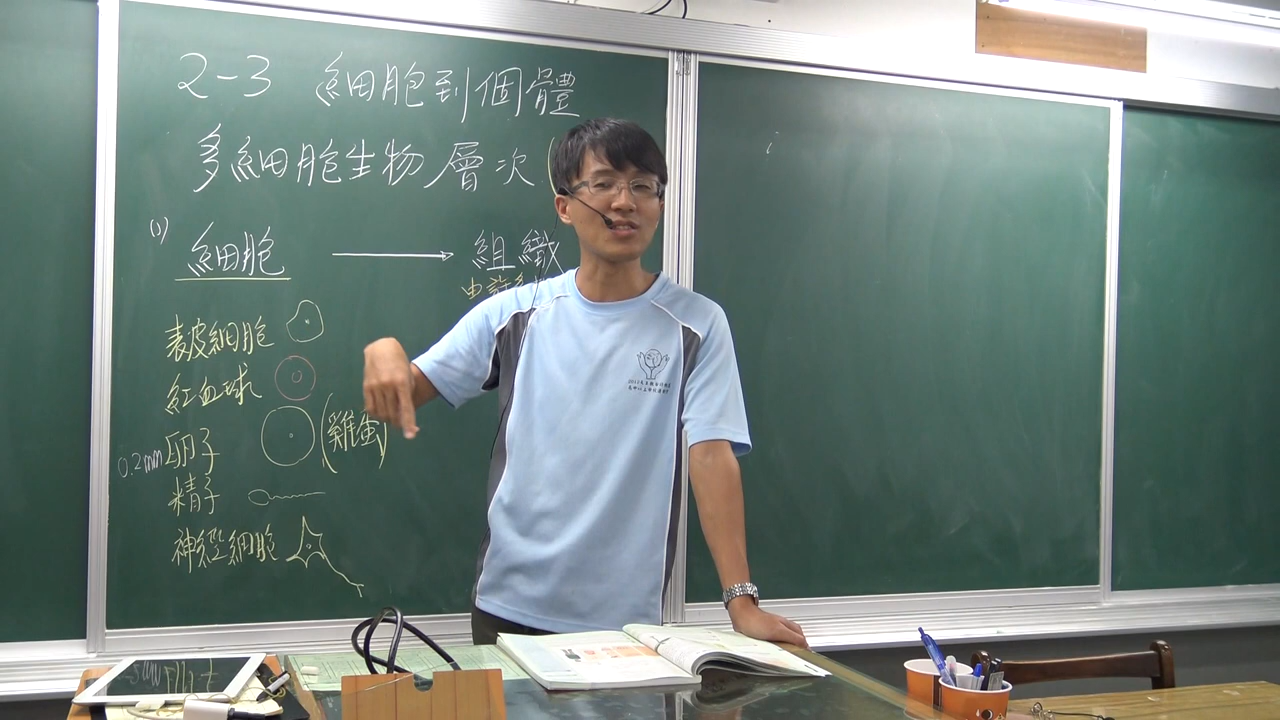 2-3 細胞到個體
多細胞生物層次
(1) 細胞 → 組織
由許
表皮細胞
紅血球
0.2mm 卵子 (雞蛋)
精子
神經細胞